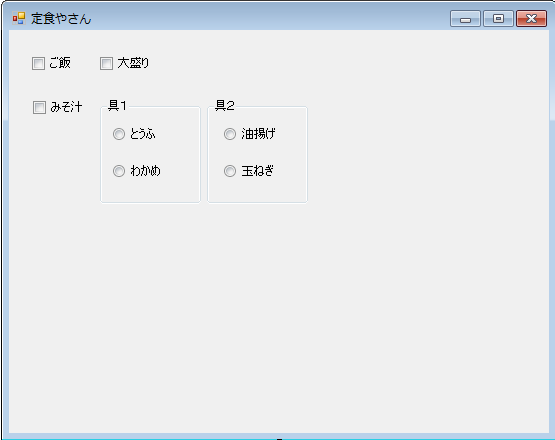 定食やさん
ご飯 大盛り
みそ汁 具1 具2
とうふ 油揚げ
わかめ 玉ねぎ